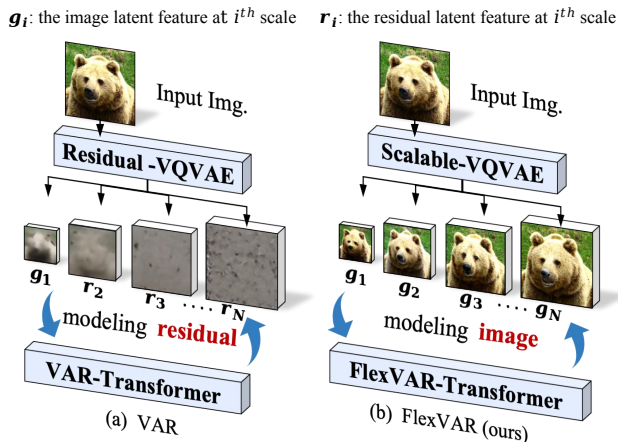 g_i: the image latent feature at i^th scale
r_i: the residual latent feature at i^th scale
Input Img.
Residual -VQVAE
g_1
r_2
r_3
....
r_N
modeling residual
VAR-Transformer
(a) VAR
Input Img.
Scalable-VQVAE
g_1
g_2
g_3
....
g_N
modeling image
FlexVAR-Transformer
(b) FlexVAR (ours)